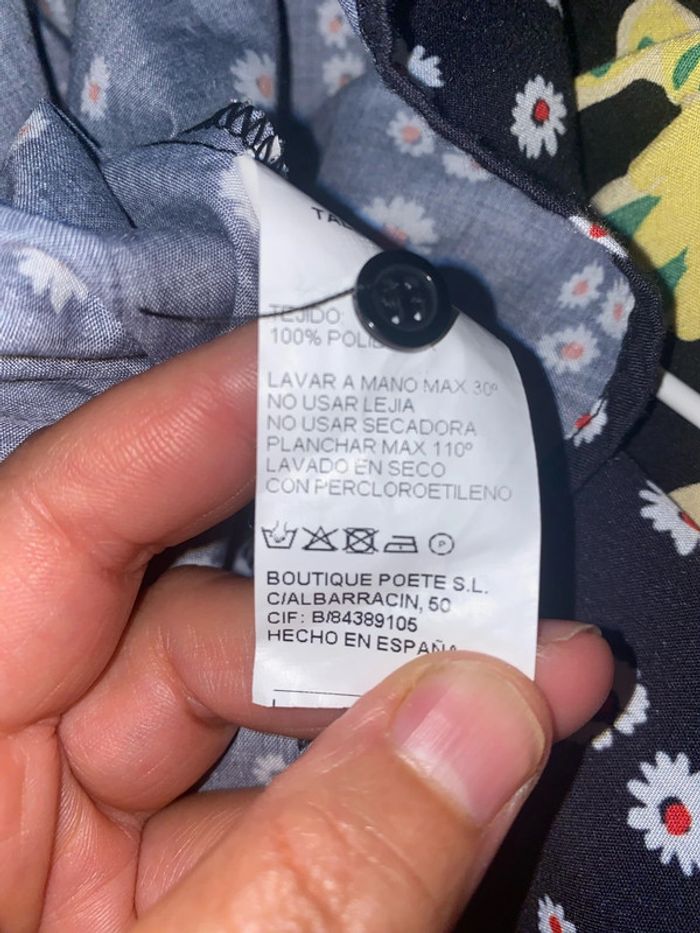 TEJIDO:
100%
LAVAR A MANO MAX 30º
NO USAR LEJIA
NO USAR SECADORA
PLANCHAR MAX 110º
LAVADO EN SECO
CON PERCLOROETILENO
P
BOUTIQUE POETE S.L.
C/ALBARRACIN, 50
CIF: B/84389105
HECHO EN ESPAÑA